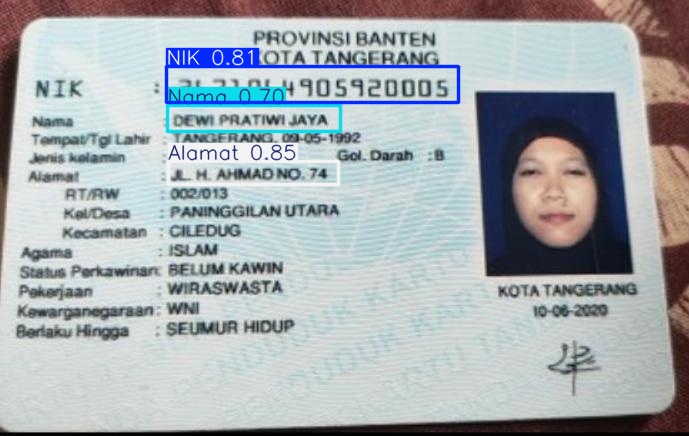 PROVINSI BANTEN
NIK 0.81 KOTA TANGERANG
NIK : 4905920005
Nama 0.70
Nama : DEWI PRATIWI JAYA
Tempat/Tgl Lahir : TANGERANG, 09-05-1992
Jenis kelamin : Alamat 0.85 Gol. Darah : B
Alamat : JL. H. AHMAD NO. 74
RT/RW : 002/013
Kel/Desa : PANINGGILAN UTARA
Kecamatan : CILEDUG
Agama : ISLAM
Status Perkawinan: BELUM KAWIN
Pekerjaan : WIRASWASTA
Kewarganegaraan: WNI
Berlaku Hingga : SEUMUR HIDUP
KOTA TANGERANG
10-06-2020